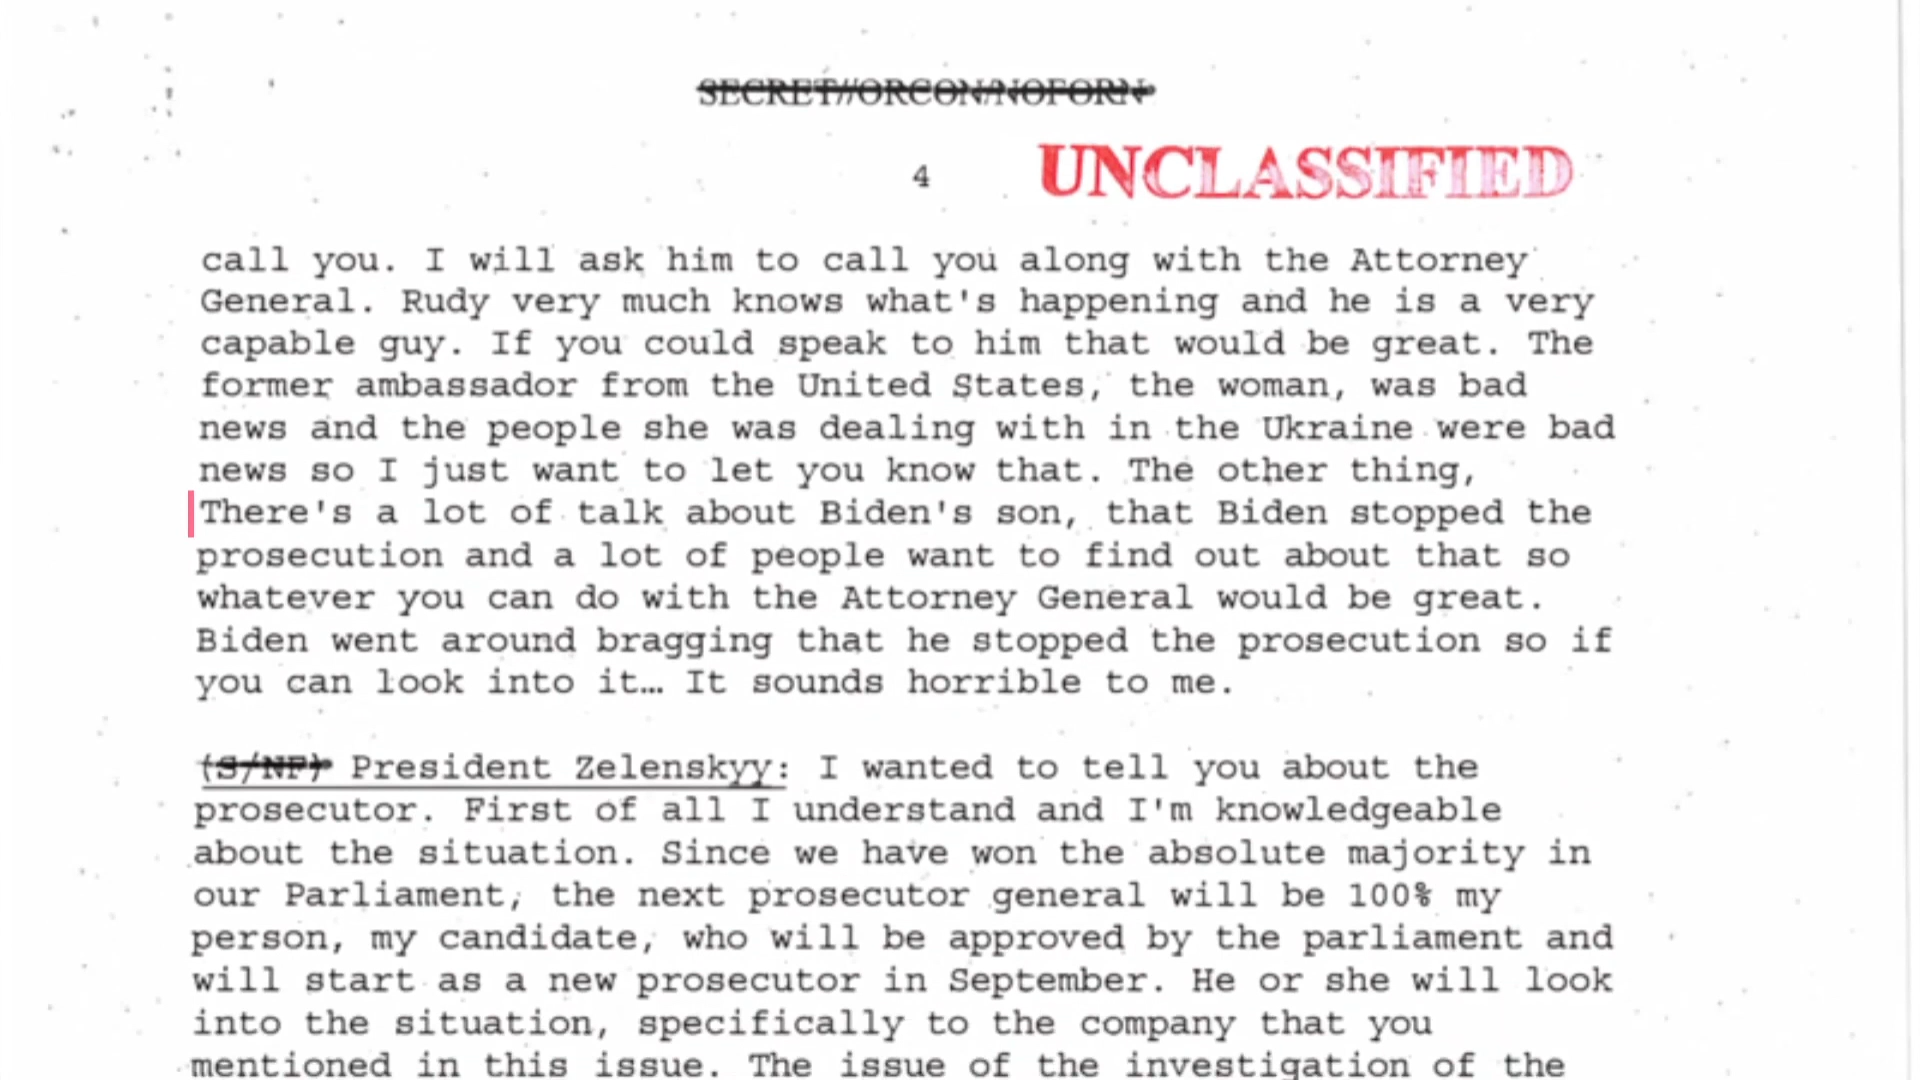 SECRET//ORCON/NOFORN
4
UNCLASSIFIED
call you. I will ask him to call you along with the Attorney
General. Rudy very much knows what's happening and he is a very
capable guy. If you could speak to him that would be great. The
former ambassador from the United States, the woman, was bad
news and the people she was dealing with in the Ukraine were bad
news so I just want to let you know that. The other thing,
There's a lot of talk about Biden's son, that Biden stopped the
prosecution and a lot of people want to find out about that so
whatever you can do with the Attorney General would be great.
Biden went around bragging that he stopped the prosecution so if
you can look into it… It sounds horrible to me.
(S/NF) President Zelenskyy: I wanted to tell you about the
prosecutor. First of all I understand and I'm knowledgeable
about the situation. Since we have won the absolute majority in
our Parliament, the next prosecutor general will be 100% my
person, my candidate, who will be approved by the parliament and
will start as a new prosecutor in September. He or she will look
into the situation, specifically to the company that you
mentioned in this issue. The issue of the investigation of the